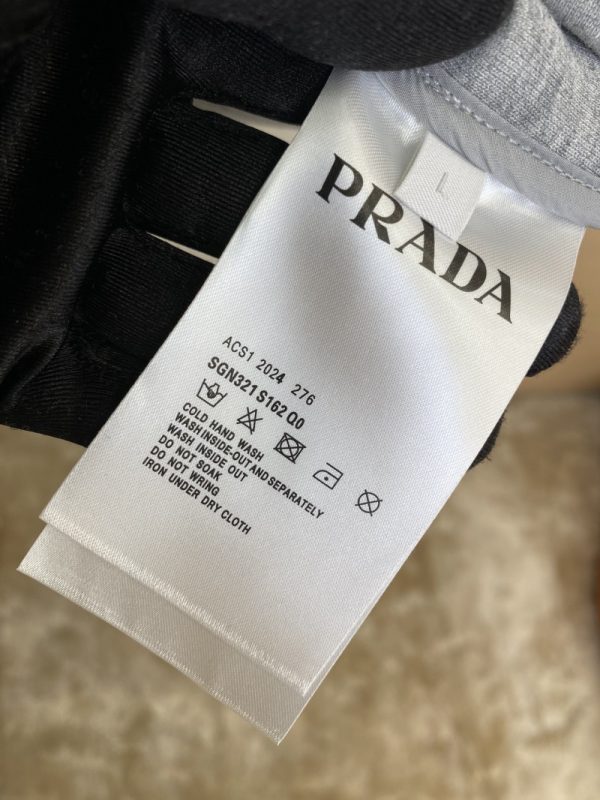 L
PRADA
ACS1 2024 276
SGN321 S162 Q0
COLD HAND WASH
WASH INSIDE-OUT AND SEPARATELY
WASH INSIDE OUT
DO NOT SOAK
DO NOT WRING
IRON UNDER DRY CLOTH